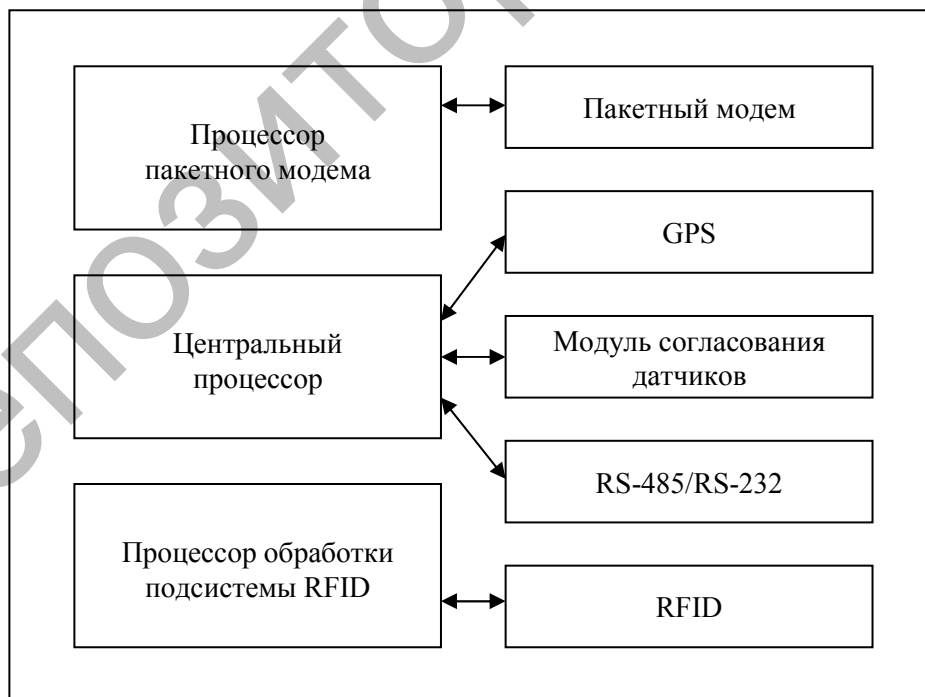 Процессор
пакетного модема
Пакетный модем
GPS
Центральный
процессор
Модуль согласования
датчиков
RS-485/RS-232
Процессор обработки
подсистемы RFID
RFID
епозитор